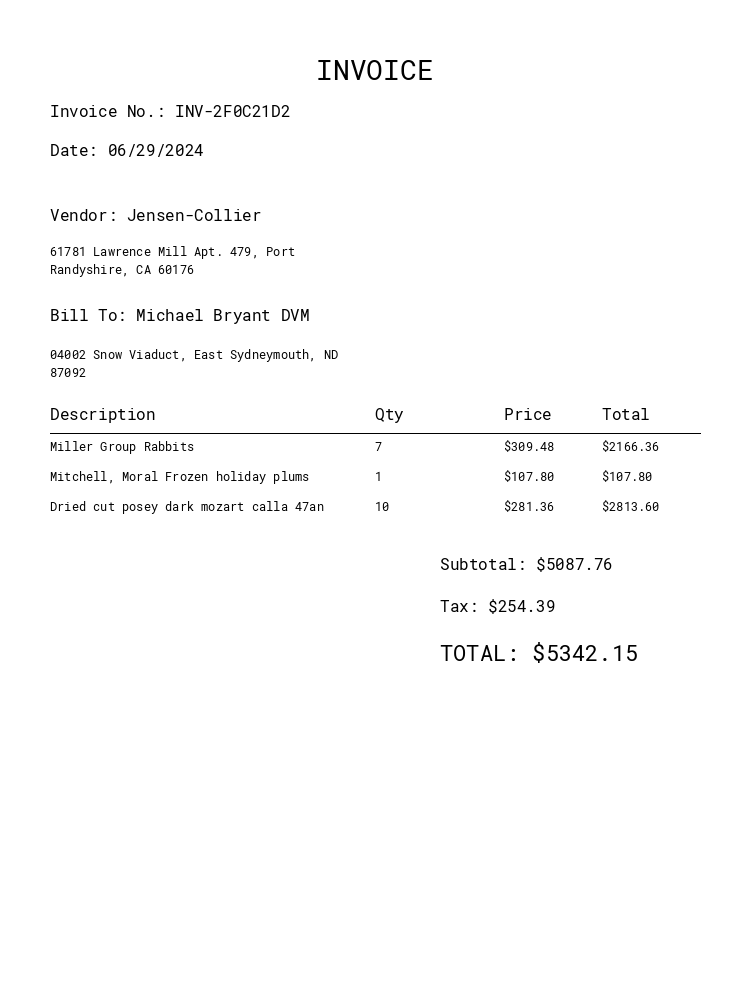 INVOICE
Invoice No.: INV-2F0C21D2
Date: 06/29/2024
Vendor: Jensen-Collier
61781 Lawrence Mill Apt. 479, Port
Randyshire, CA 60176
Bill To: Michael Bryant DVM
04002 Snow Viaduct, East Sydneymouth, ND
87092
Description Qty Price Total
Miller Group Rabbits 7 $309.48 $2166.36
Mitchell, Moral Frozen holiday plums 1 $107.80 $107.80
Dried cut posey dark mozart calla 47an 10 $281.36 $2813.60
Subtotal: $5087.76
Tax: $254.39
TOTAL: $5342.15